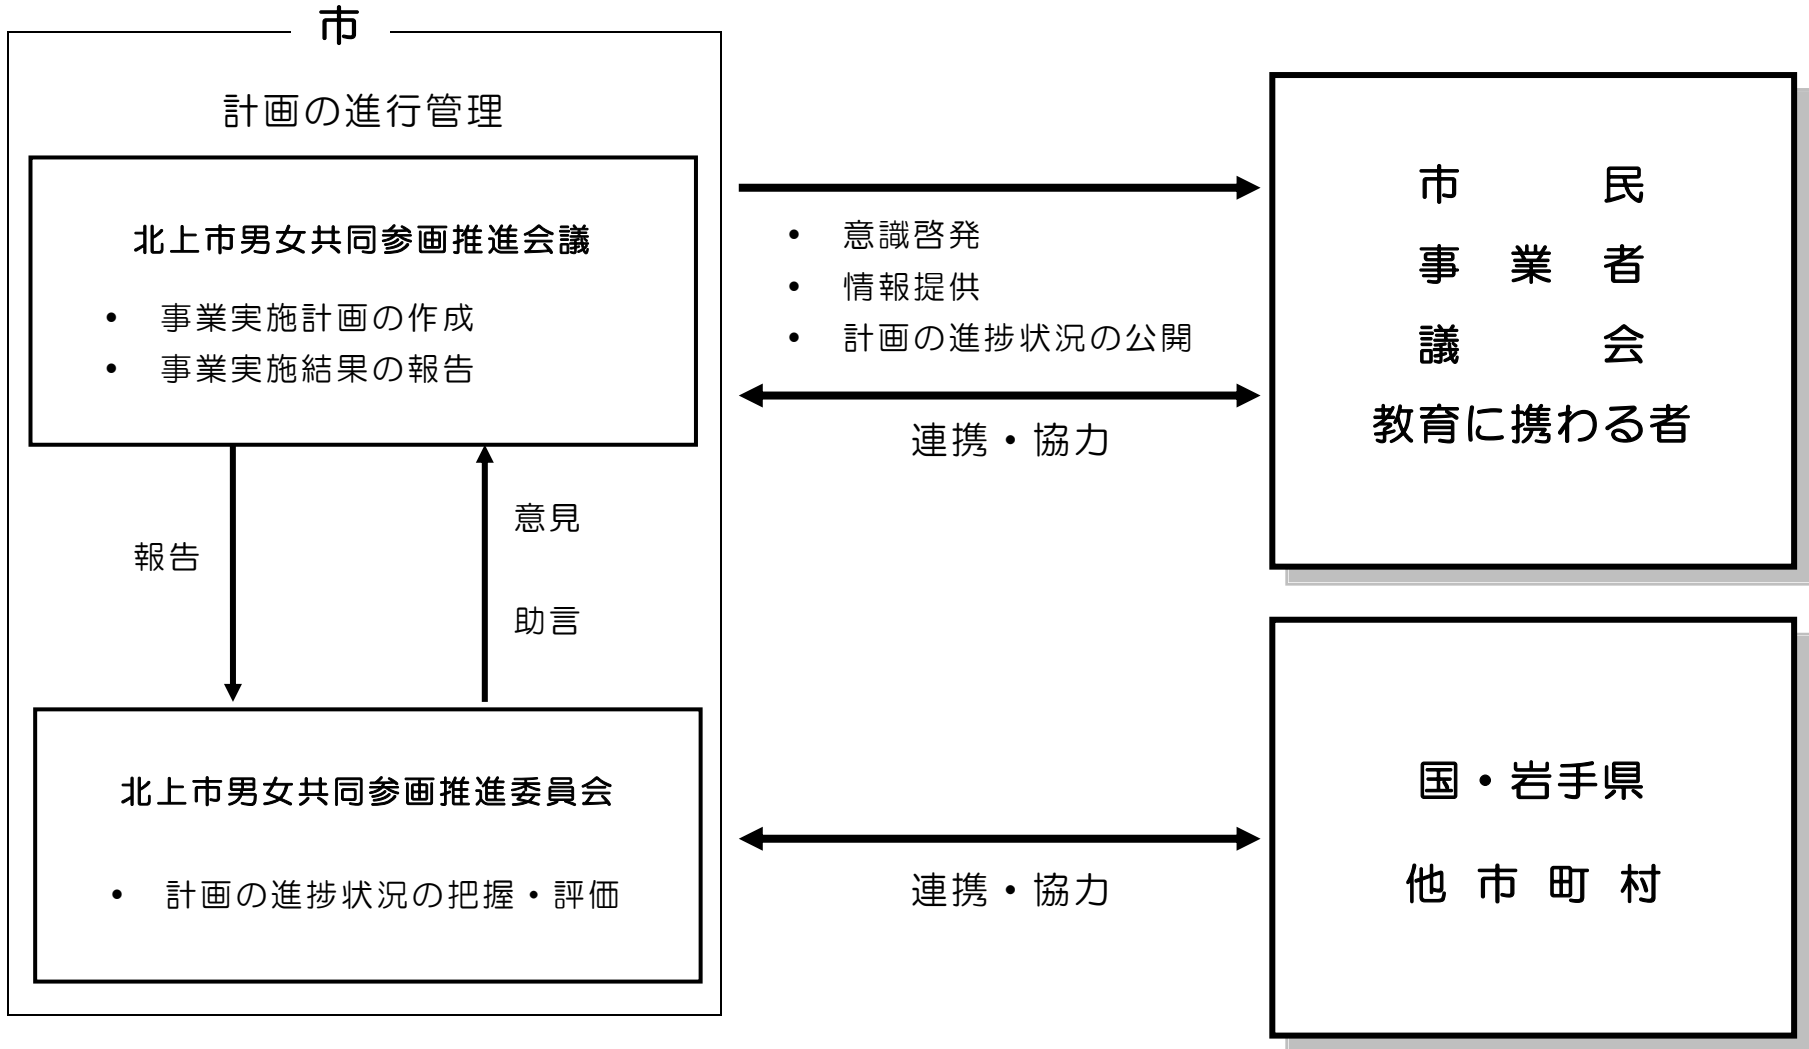 市
計画の進行管理
北上市男女共同参画推進会議
• 事業実施計画の作成
• 事業実施結果の報告
報告
意見
助言
北上市男女共同参画推進委員会
• 計画の進捗状況の把握・評価
• 意識啓発
• 情報提供
• 計画の進捗状況の公開
連携・協力
連携・協力
市民
事業者
議会
教育に携わる者
国・岩手県
他市町村